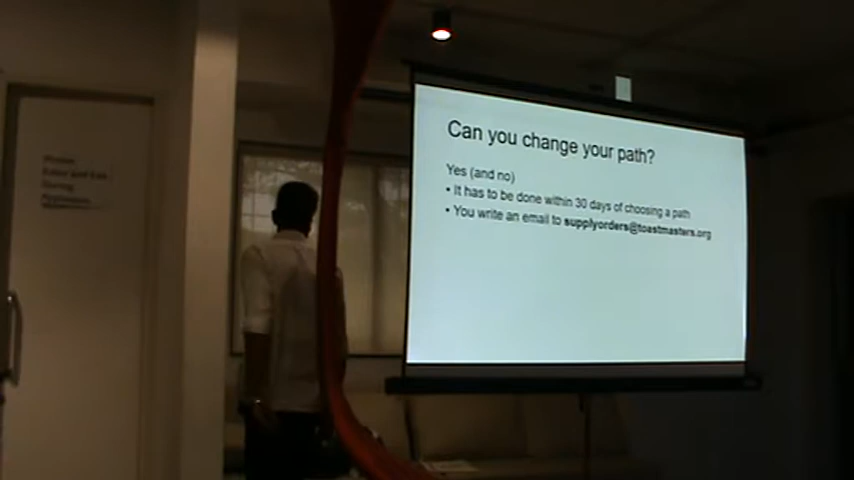 Can you change your path?
Yes (and no)
• It has to be done within 30 days of choosing a path
• You write an email to supplyorders@toastmasters.org